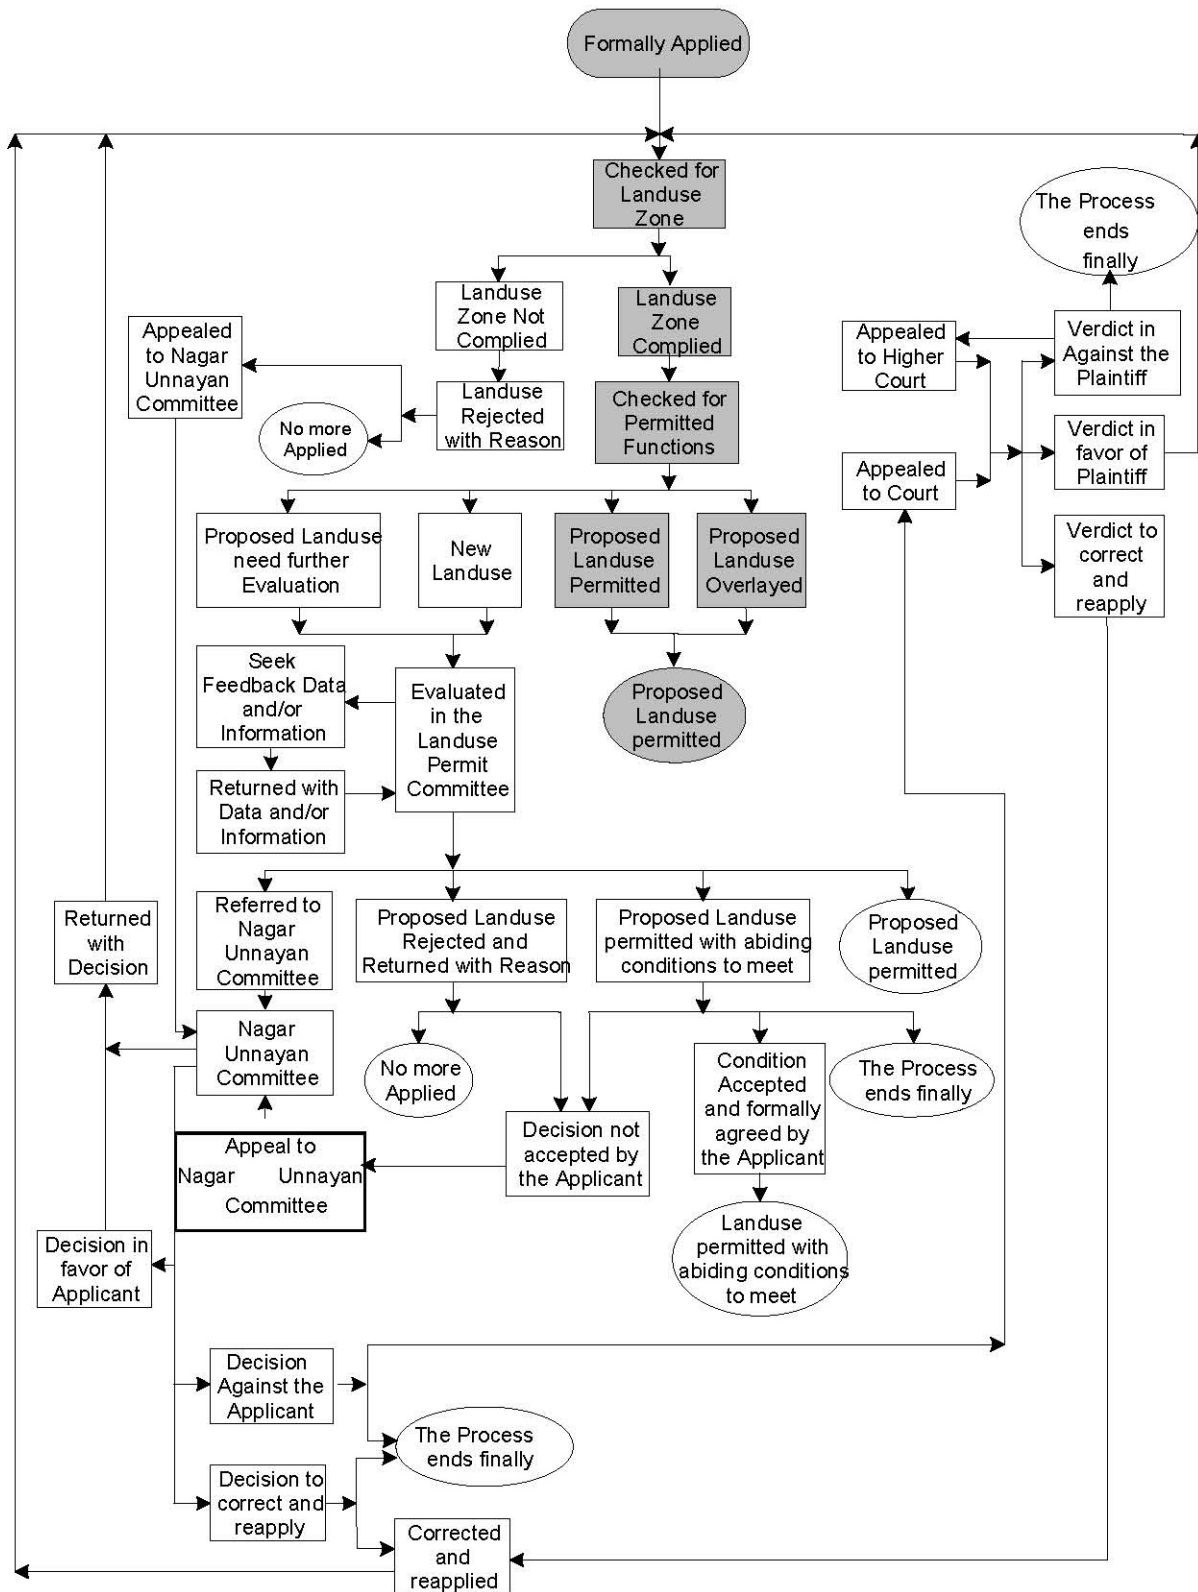 Formally Applied
Checked for
Landuse
Zone
The Process
ends
finally
Landuse
Zone Not
Complied
Landuse
Zone
Complied
Appealed
to Nagar
Unnayan
Committee
Appealed
to Higher
Court
Verdict in
Against the
Plaintiff
Landuse
Rejected
with Reason
Checked for
Permitted
Functions
No more
Applied
Verdict in
favor of
Plaintiff
Appealed
to Court
Proposed Landuse
need further
Evaluation
New
Landuse
Proposed
Landuse
Permitted
Proposed
Landuse
Overlayed
Verdict to
correct
and
reapply
Seek
Feedback Data
and/or
Information
Evaluated
in the
Landuse
Permit
Committee
Proposed
Landuse
permitted
Returned with
Data and/or
Information
Returned
with
Decision
Referred to
Nagar
Unnayan
Committee
Proposed Landuse
Rejected and
Returned with Reason
Proposed Landuse
permitted with abiding
conditions to meet
Proposed
Landuse
permitted
Nagar
Unnayan
Committee
No more
Applied
Condition
Accepted
and formally
agreed by
the Applicant
The Process
ends finally
Decision not
accepted by
the Applicant
Appeal to
Nagar Unnayan
Committee
Landuse
permitted with
abiding conditions
to meet
Decision in
favor of
Applicant
Decision
Against the
Applicant
The Process
ends finally
Decision to
correct and
reapply
Corrected
and
reapplied